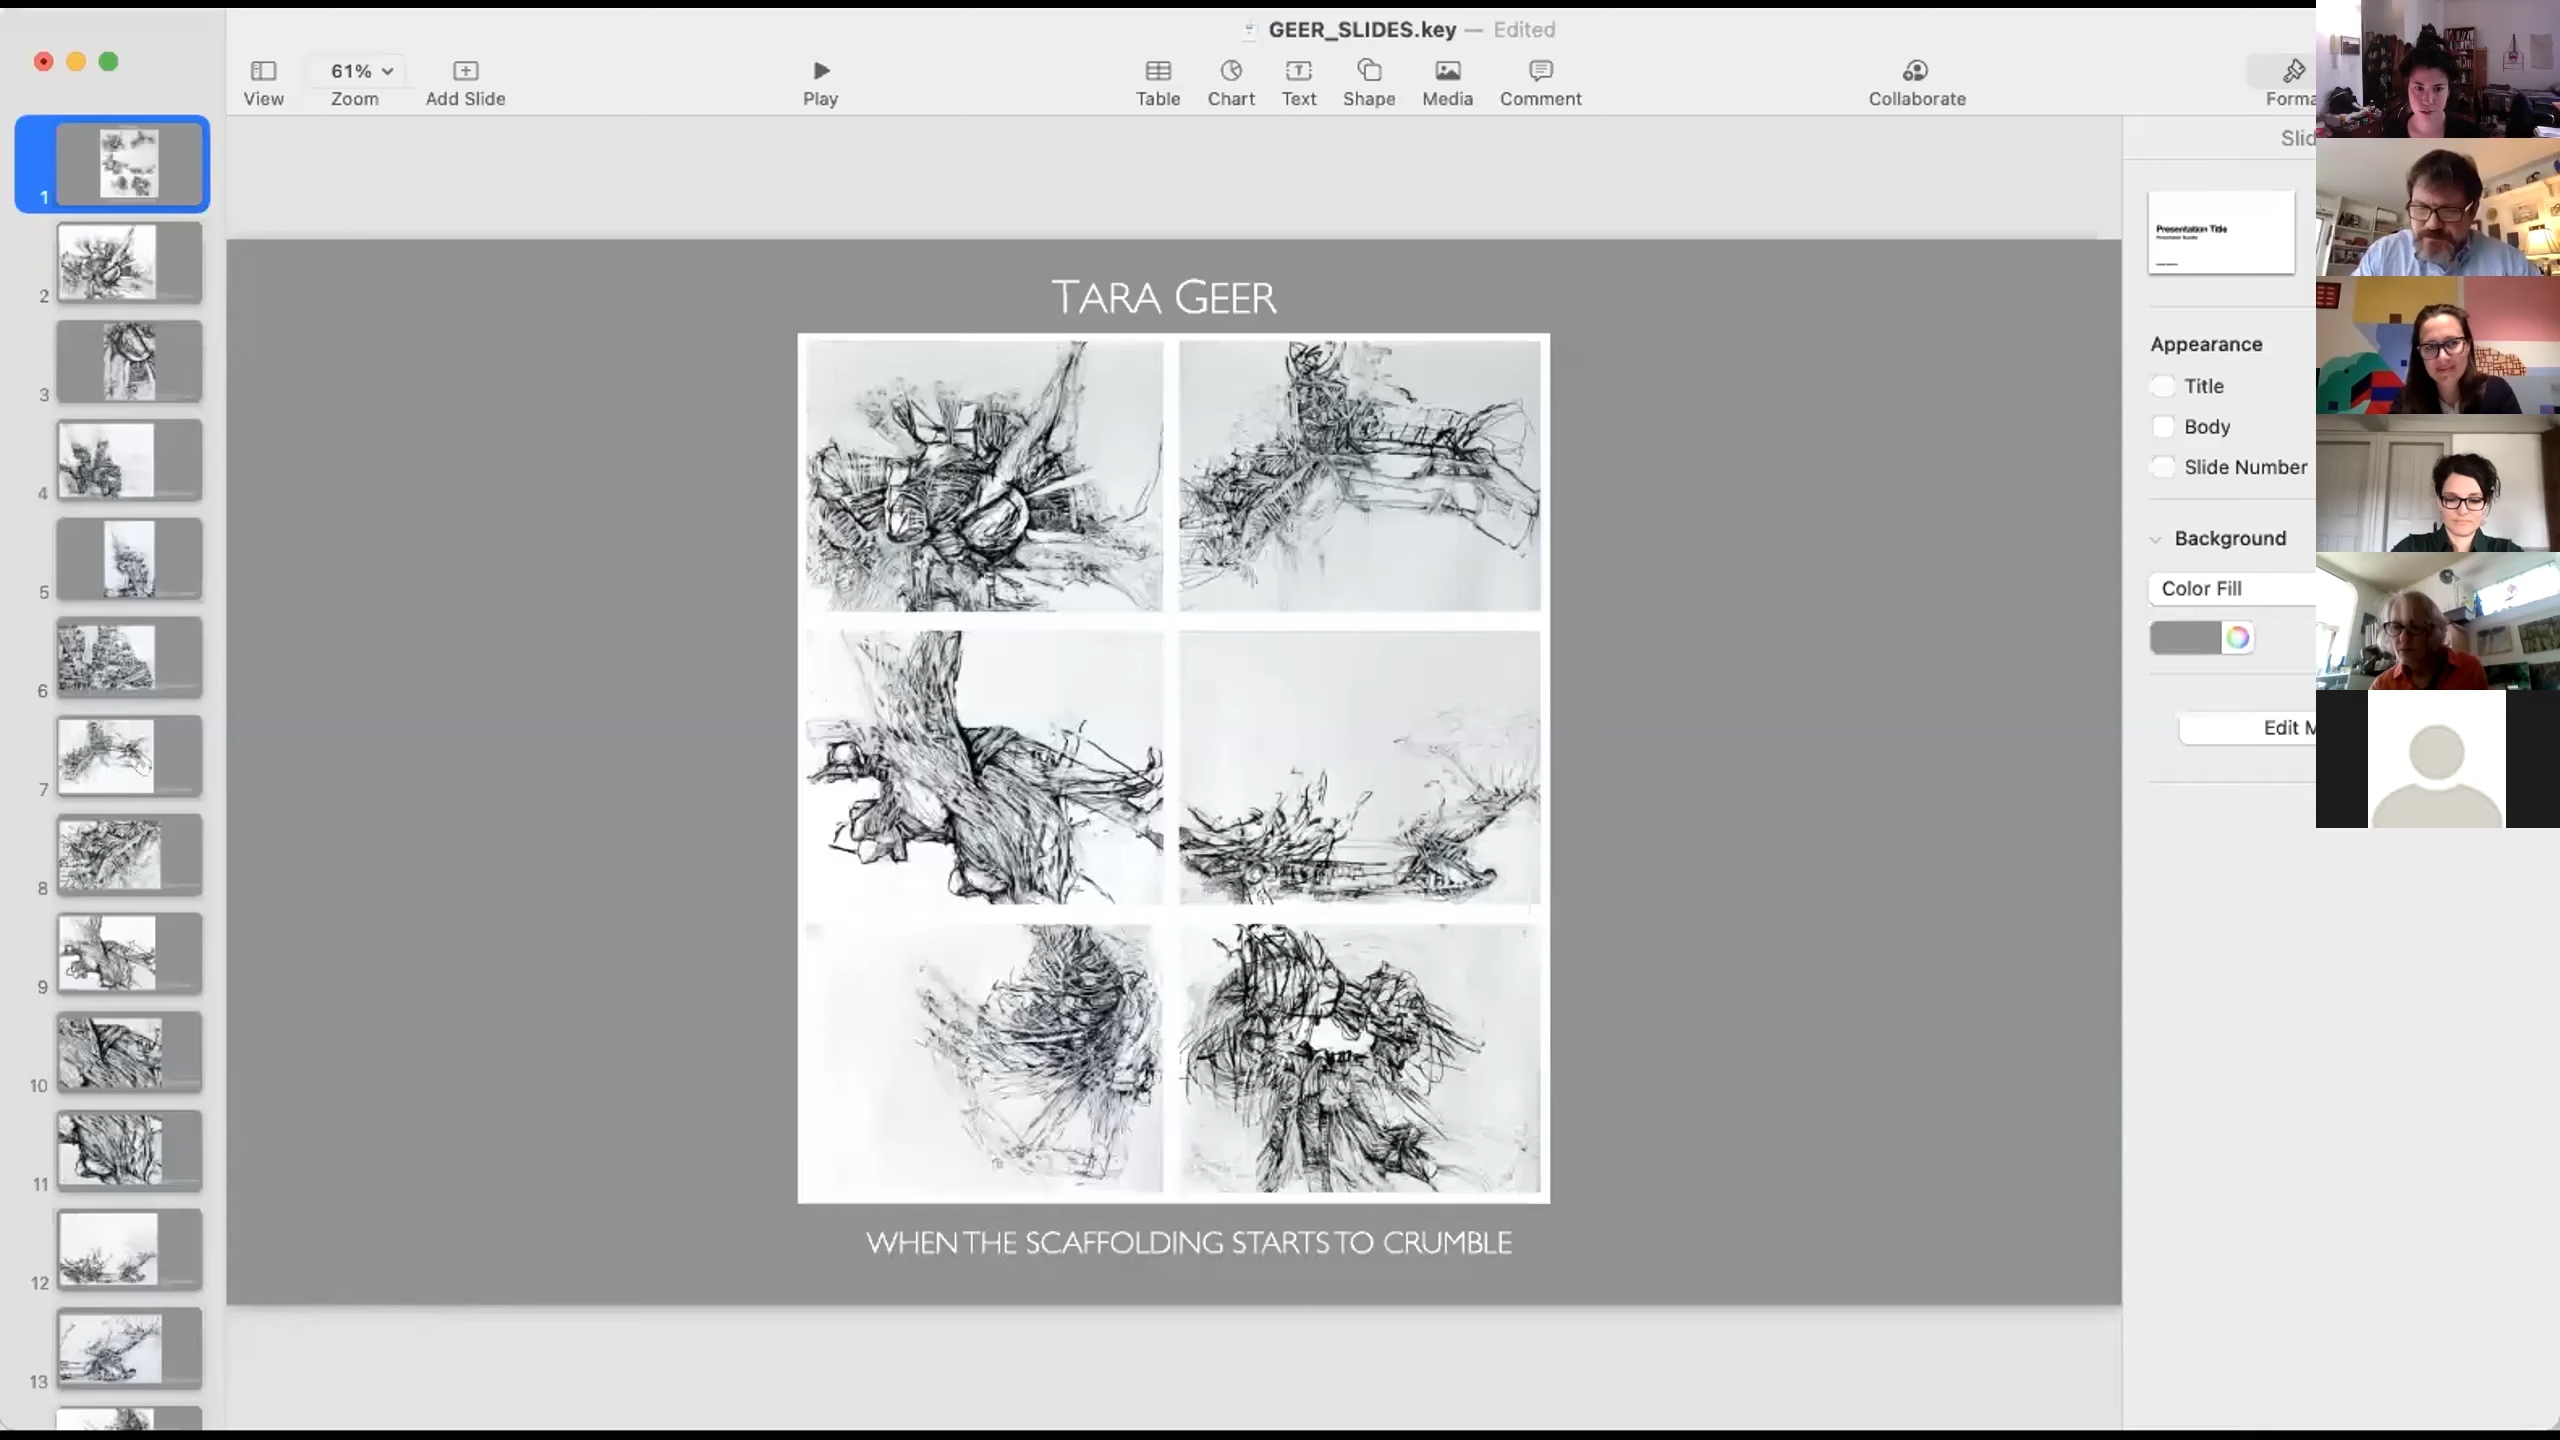 GEER_SLIDES.key — Edited
61%
View
Zoom
Add Slide
Play
Table
Chart
Text
Shape
Media
Comment
Collaborate
Forma
Slid
1
2
3
4
5
6
7
8
9
10
11
12
13
TARA GEER
WHEN THE SCAFFOLDING STARTS TO CRUMBLE
Presentation Title
Appearance
Title
Body
Slide Number
Background
Color Fill
Edit M